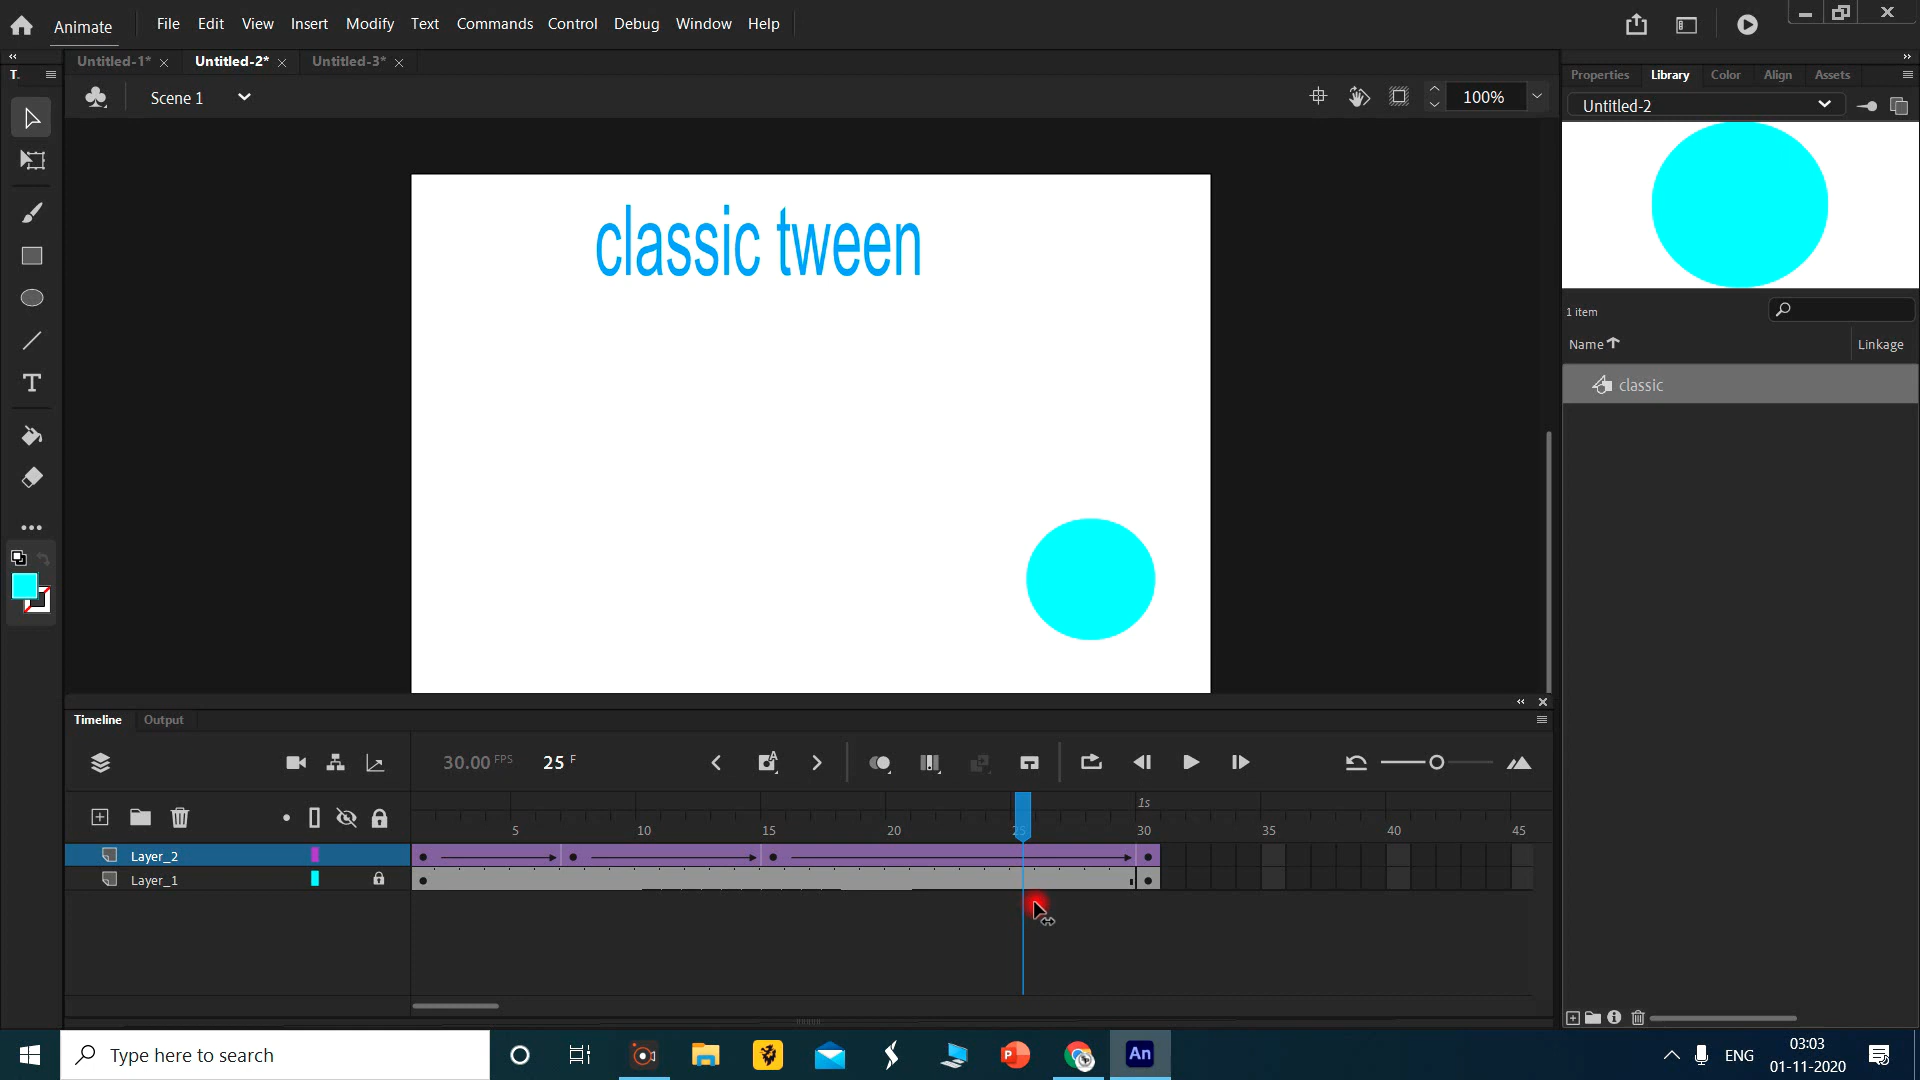 Animate File Edit View Insert Modify Text Commands Control Debug Window Help
Untitled-1* Untitled-2* Untitled-3*
T.
Properties Library Color Align Assets
Scene 1
100%
Untitled-2
classic tween
1 item
Name Linkage
classic
Timeline Output
30.00 FPS 25 F
1s
5 10 15 20 25 30 35 40 45
Layer_2
Layer_1
Type here to search
An
ENG
03:03
01-11-2020